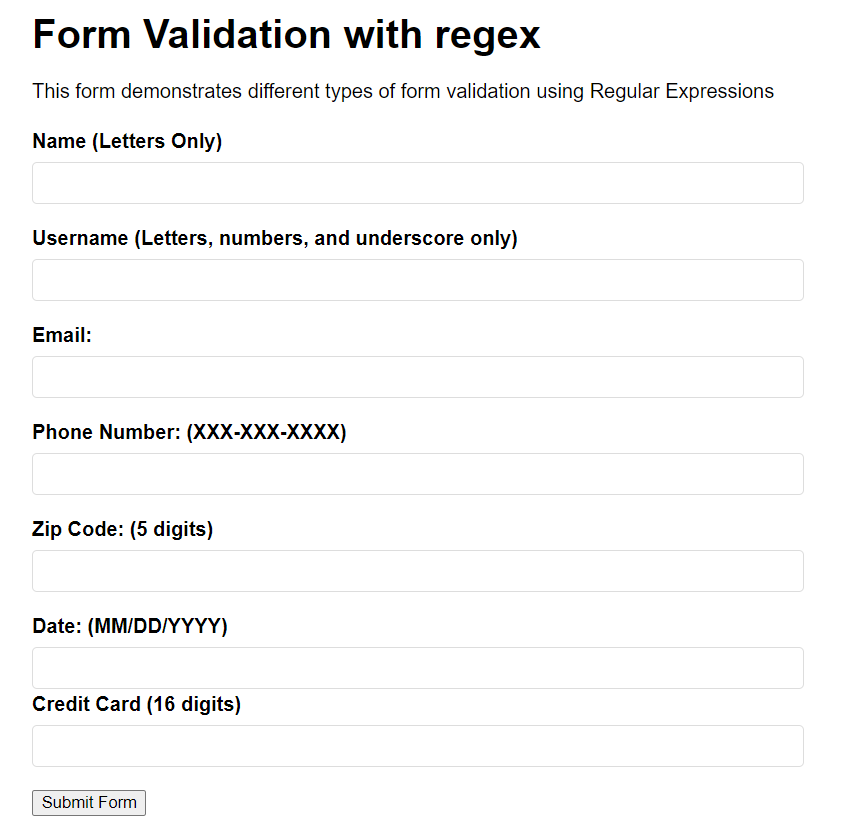 Form Validation with regex
This form demonstrates different types of form validation using Regular Expressions
Name (Letters Only)
Username (Letters, numbers, and underscore only)
Email:
Phone Number: (XXX-XXX-XXXX)
Zip Code: (5 digits)
Date: (MM/DD/YYYY)
Credit Card (16 digits)
Submit Form